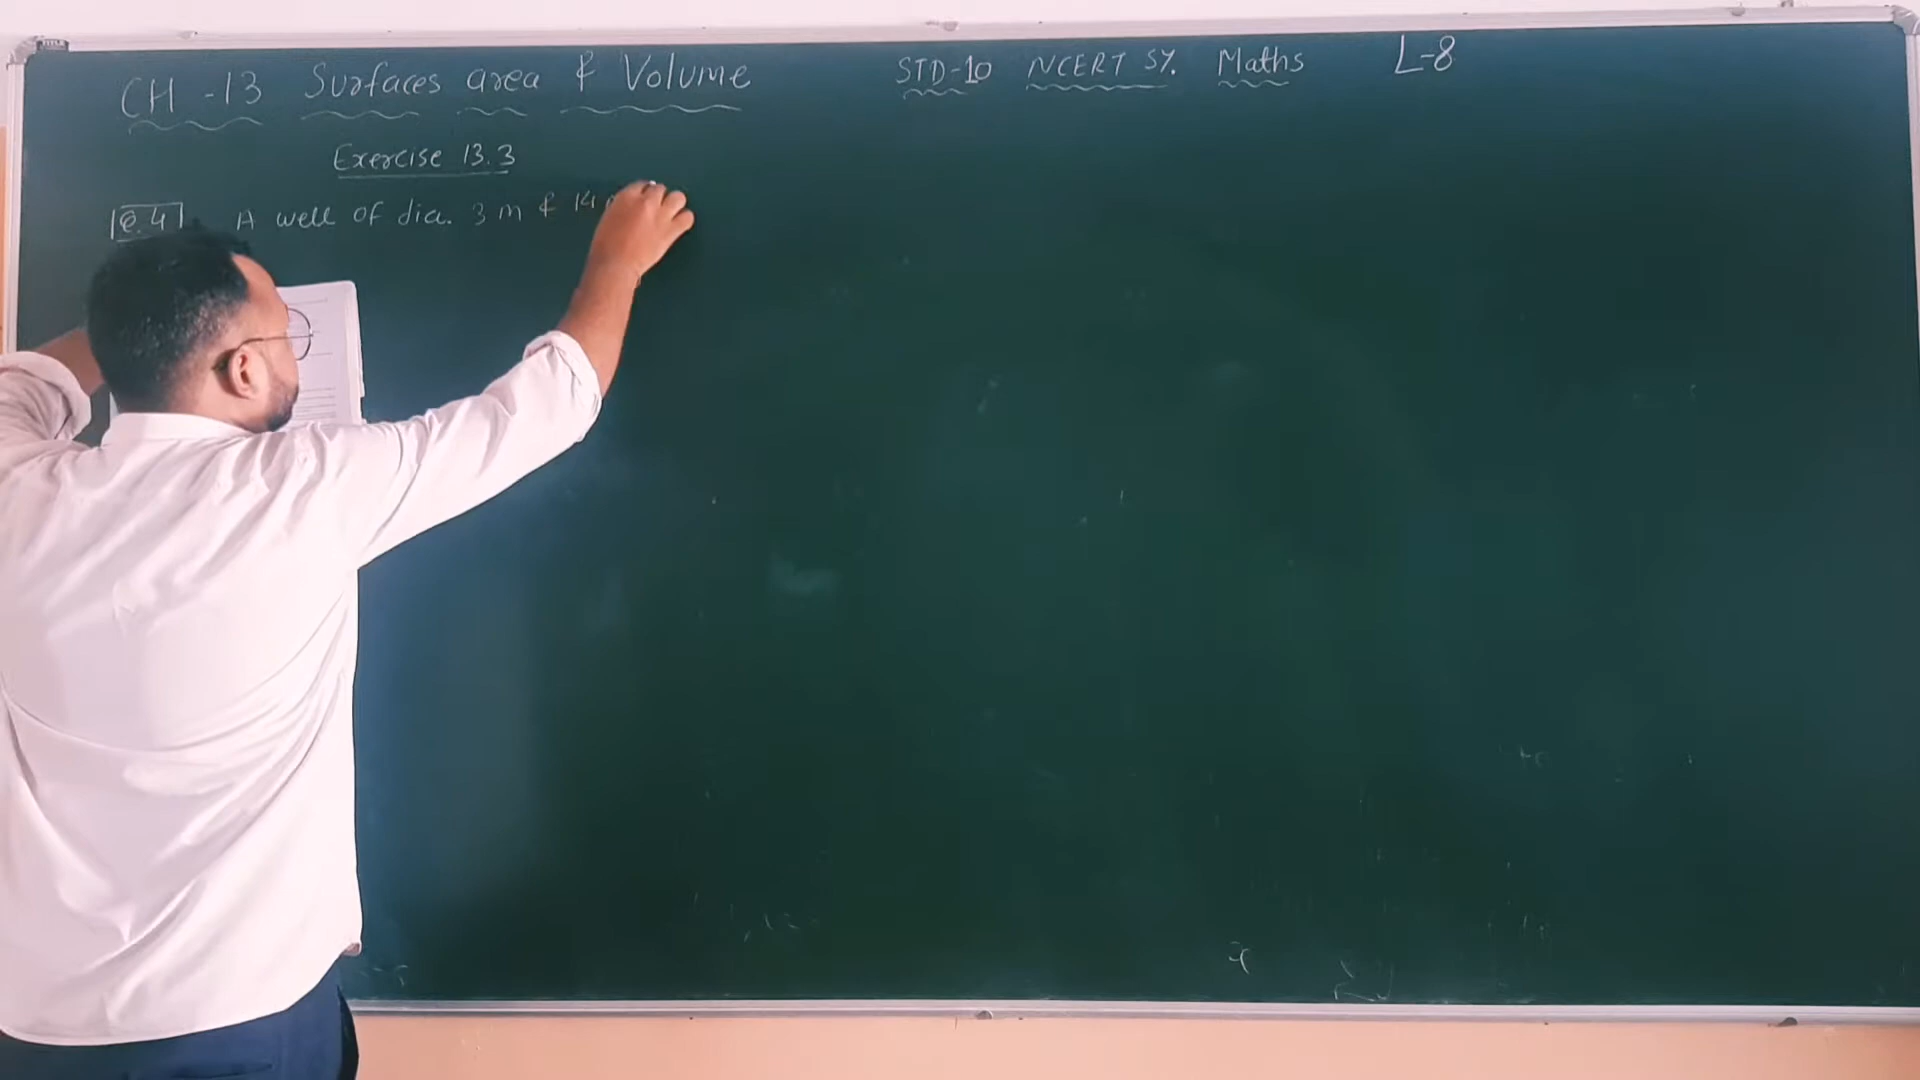 CH - 13 Surfaces area & Volume STD-10 NCERT SY. Maths L-8
Exercise 13.3
Q.4 A well of dia. 3 m & 14